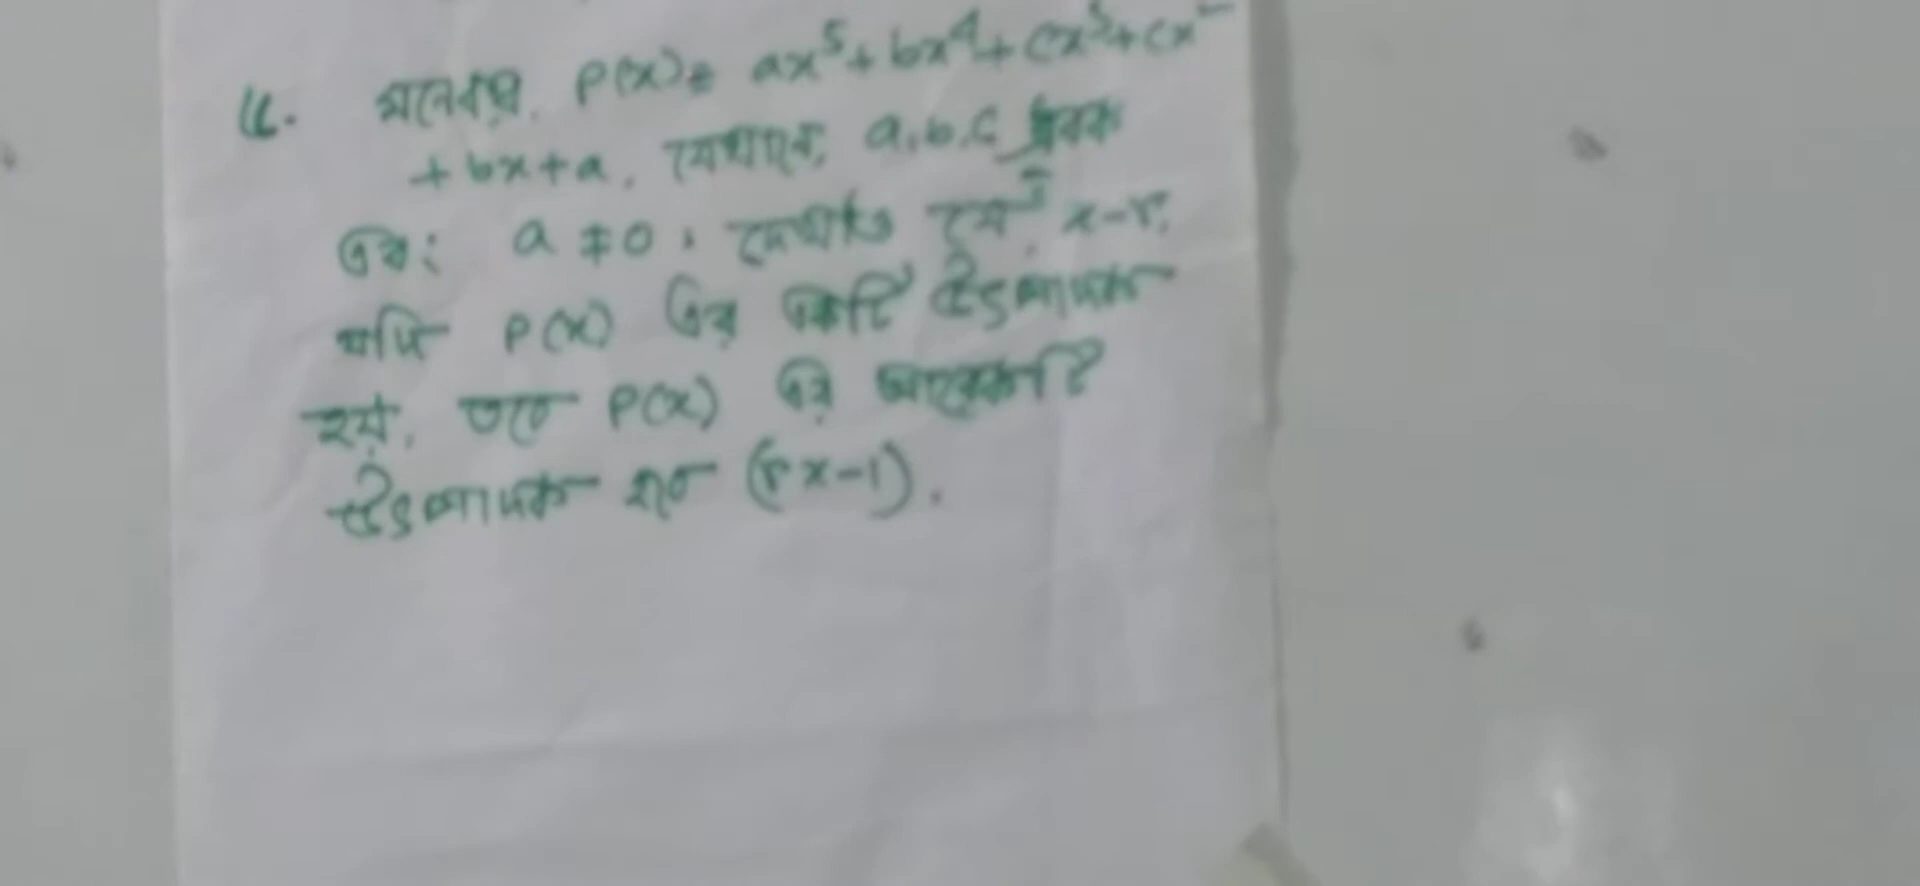 ১১. মনেকর, P(x) = ax⁵ + bx⁴ + cx³ + cx²
+ bx + a, যেখানে, a, b, c ধ্রুবক
এবং a ≠ 0, দেখাও যে, x - r,
যদি P(x) এর একটি উৎপাদক
হয়, তবে P(x) এর আরেকটি
উৎপাদক হবে (rx - 1).